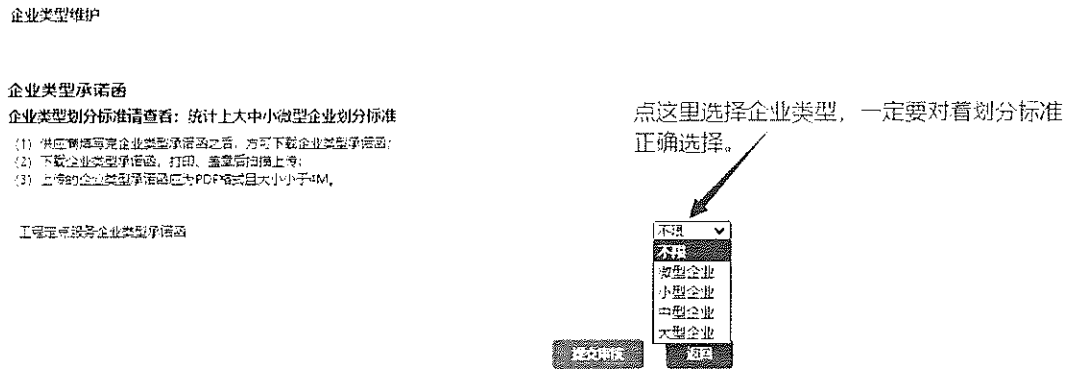 企业类型维护
企业类型承诺函
企业类型划分标准请查看：统计上大中小微型企业划分标准
(1) 供应商填写完企业类型承诺函之后，方可下载企业类型承诺函；
(2) 下载企业类型承诺函，打印、盖章后扫描上传；
(3) 上传的企业类型承诺函应为PDF格式且大小小于4M。
点这里选择企业类型，一定要对着划分标准
正确选择。
工程定点服务企业类型承诺函
不限
不限
微型企业
小型企业
中型企业
大型企业
提交审核
返回